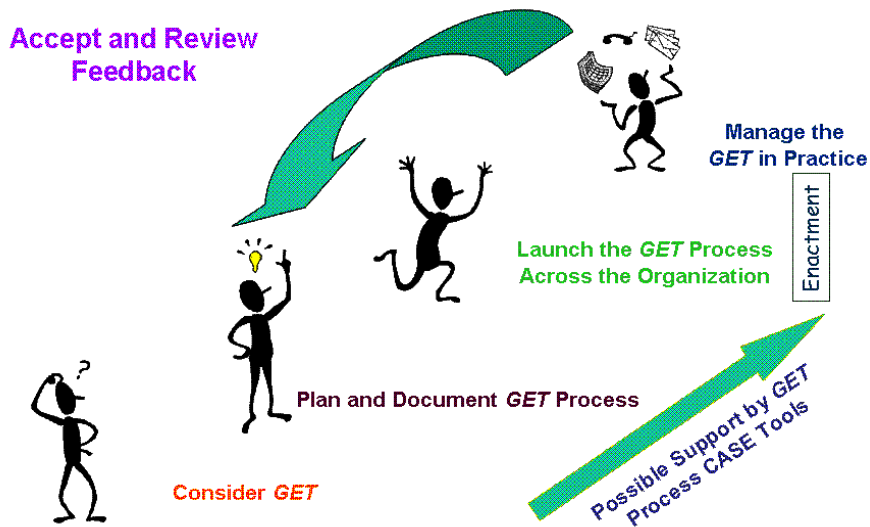 Accept and Review
Feedback
Manage the
GET in Practice
Enactment
Launch the GET Process
Across the Organization
?
Plan and Document GET Process
Possible Support by GET
Process CASE Tools
Consider GET